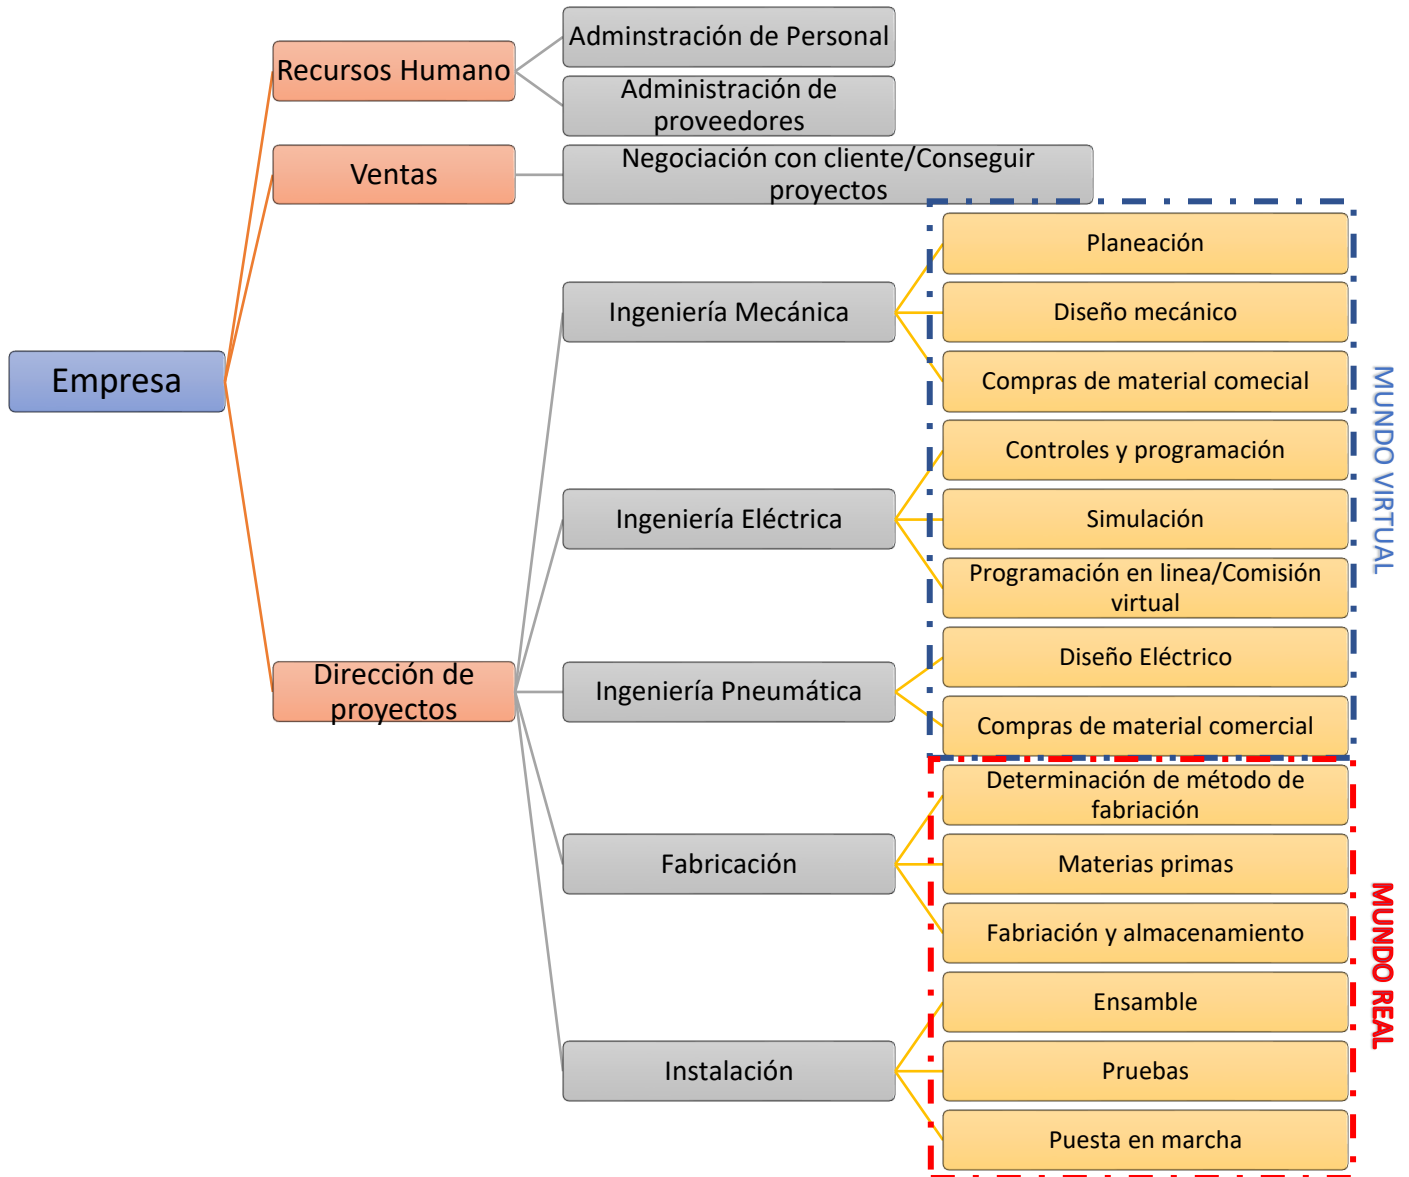 Empresa
Recursos Humano
Adminstración de Personal
Administración de
proveedores
Ventas
Negociación con cliente/Conseguir
proyectos
Dirección de
proyectos
Ingeniería Mecánica
Planeación
Diseño mecánico
Compras de material comecial
Ingeniería Eléctrica
Controles y programación
Simulación
Programación en linea/Comisión
virtual
Ingeniería Pneumática
Diseño Eléctrico
Compras de material comercial
Fabricación
Determinación de método de
fabriación
Materias primas
Fabriación y almacenamiento
Instalación
Ensamble
Pruebas
Puesta en marcha
MUNDO VIRTUAL
MUNDO REAL